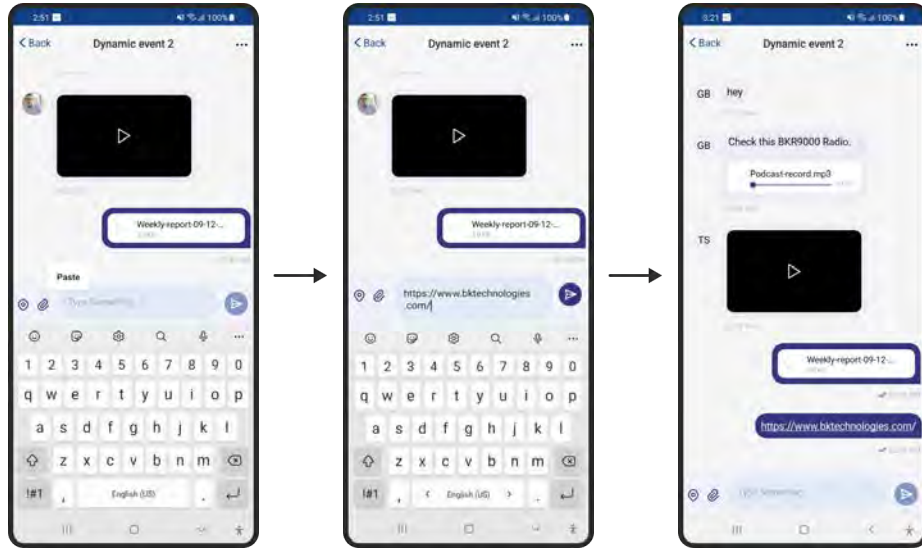 2:51
100%
< Back
Dynamic event 2
...
Weekly-report-09-12-...
Paste
Type Something...
1 2 3 4 5 6 7 8 9 0
q w e r t y u i o p
a s d f g h j k l
z x c v b n m
!#1 , English (US) .
2:51
100%
< Back
Dynamic event 2
...
Weekly-report-09-12-...
https://www.bktechnologies
.com/
1 2 3 4 5 6 7 8 9 0
q w e r t y u i o p
a s d f g h j k l
z x c v b n m
!#1 , < English (US) > .
3:21
100%
< Back
Dynamic event 2
...
GB
hey
GB
Check this BKR9000 Radio.
Podcast-record.mp3
TS
Weekly-report-09-12-...
https://www.bktechnologies.com/
Type Something...